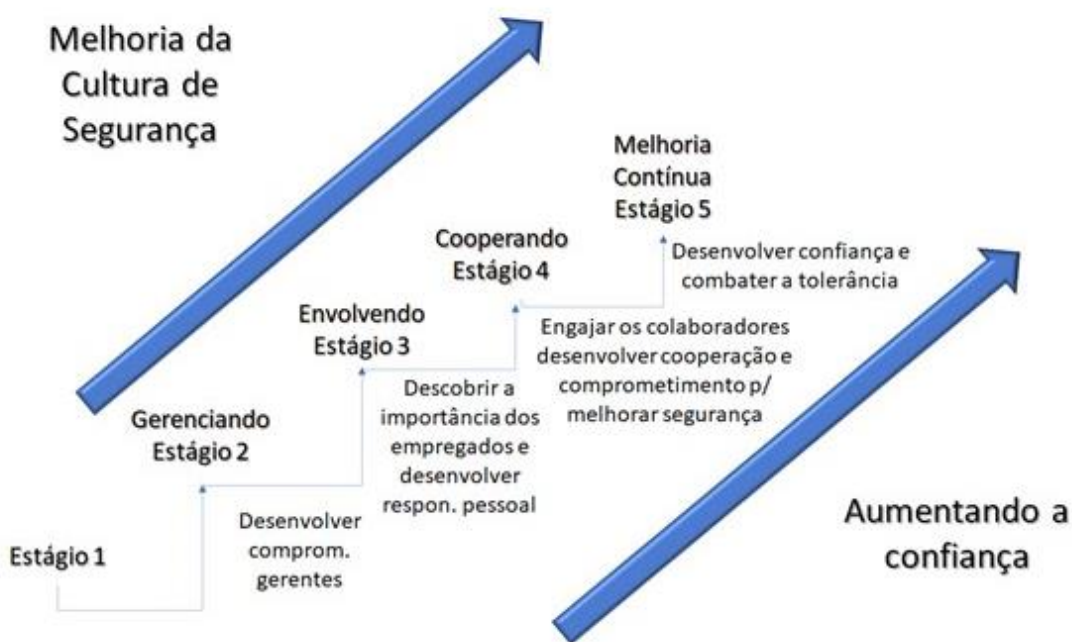 Melhoria da
Cultura de
Segurança
Melhoria
Contínua
Estágio 5
Cooperando
Estágio 4
Desenvolver confiança e
combater a tolerância
Envolvendo
Estágio 3
Engajar os colaboradores
desenvolver cooperação e
comprometimento p/
melhorar segurança
Gerenciando
Estágio 2
Descobrir a
importância dos
empregados e
desenvolver
respon. pessoal
Estágio 1
Desenvolver
comprom.
gerentes
Aumentando a
confiança